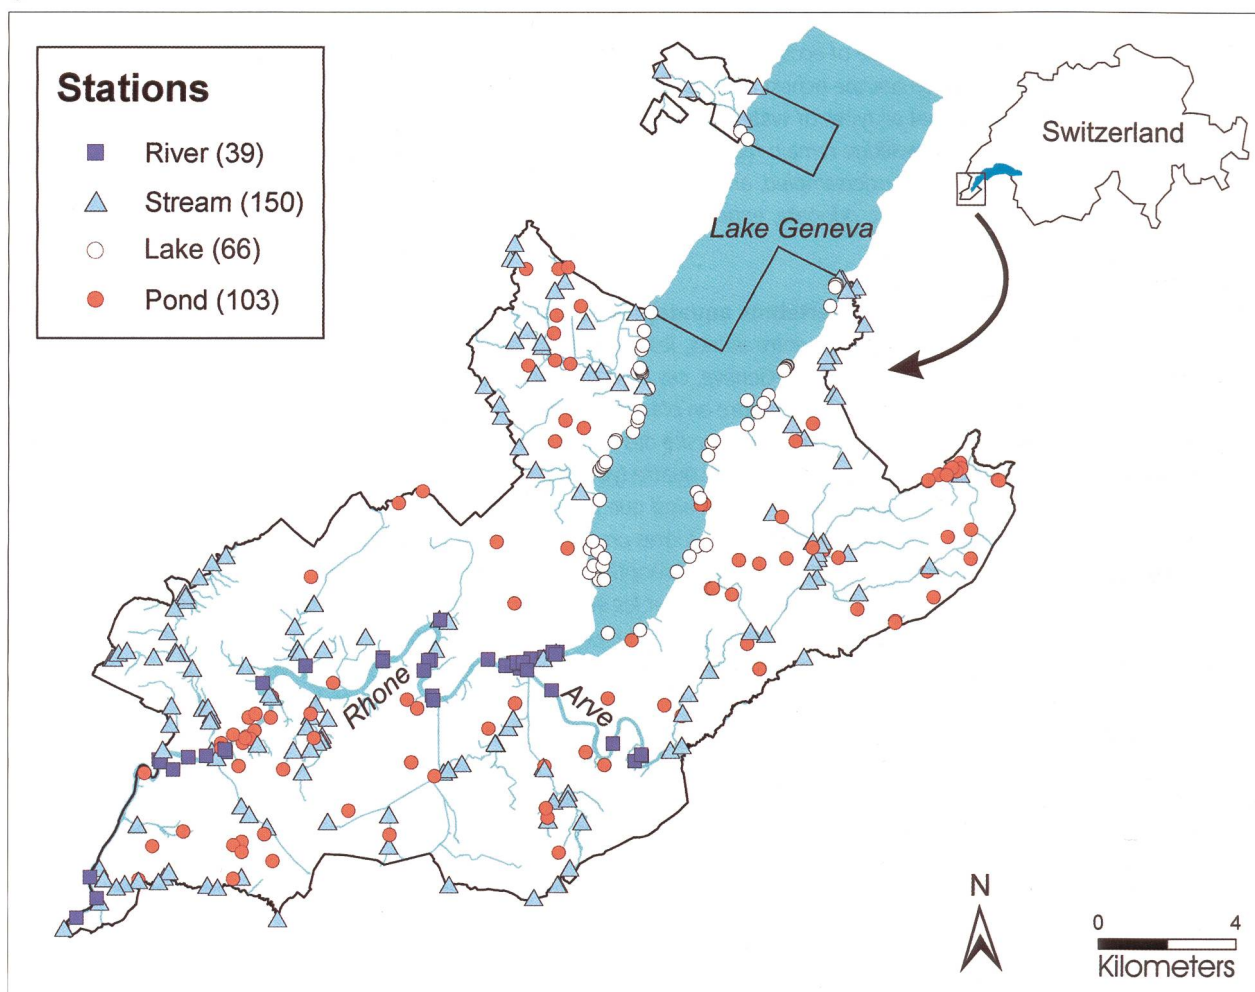 Stations
River (39)
Stream (150)
Lake (66)
Pond (103)
Switzerland
Lake Geneva
Rhone
Arve
N
0 4
Kilometers